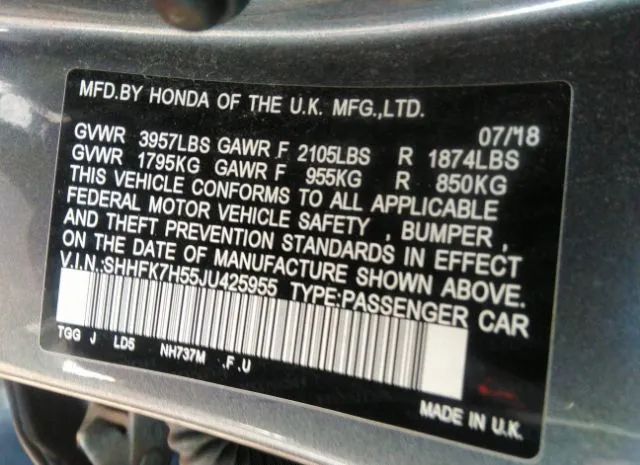 MFD.BY HONDA OF THE U.K. MFG.,LTD.
07/18
GVWR 3957LBS GAWR F 2105LBS R 1874LBS
GVWR 1795KG GAWR F 955KG R 850KG
THIS VEHICLE CONFORMS TO ALL APPLICABLE
FEDERAL MOTOR VEHICLE SAFETY , BUMPER ,
AND THEFT PREVENTION STANDARDS IN EFFECT
ON THE DATE OF MANUFACTURE SHOWN ABOVE.
V.I.N.:SHHFK7H55JU425955 TYPE:PASSENGER CAR
TGG J LD5 NH737M .F .U
MADE IN U.K.